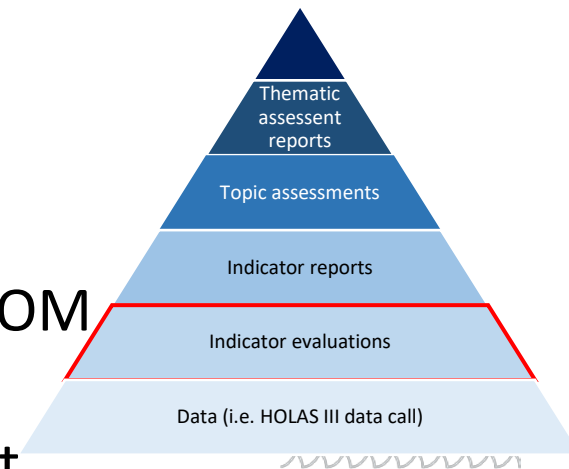 Thematic
assessent
reports
Topic assessments
Indicator reports
OM
Indicator evaluations
Data (i.e. HOLAS III data call)
t